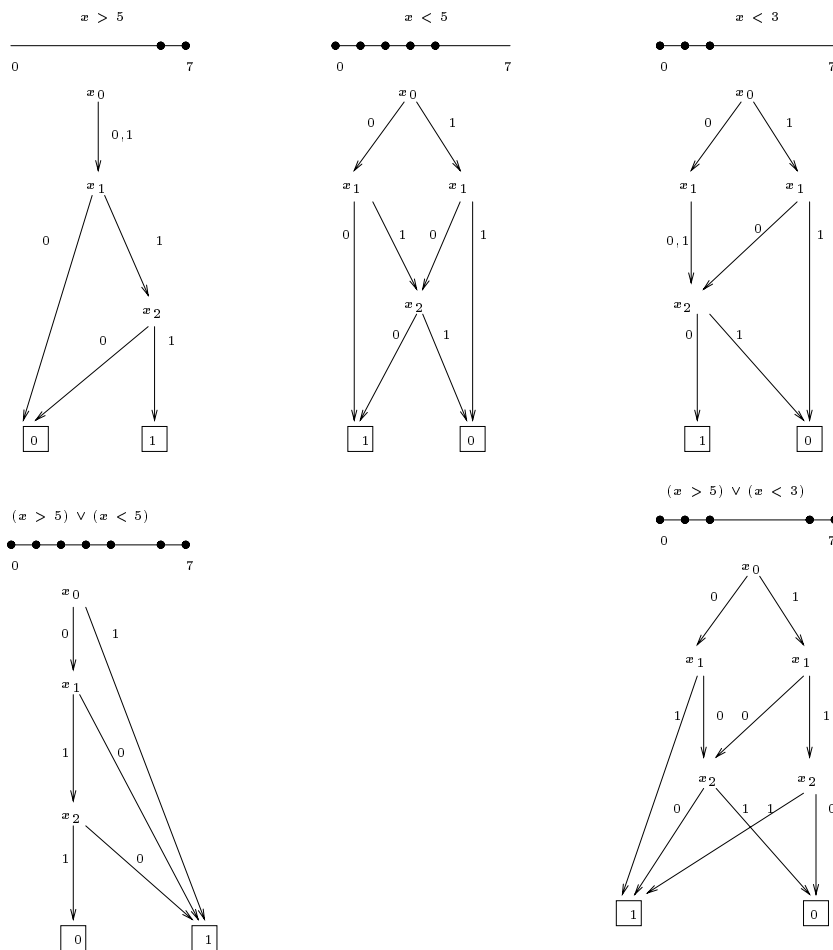 x > 5
0 7
x0
0,1
x1
0 1
x2
0 1
0 1
x < 5
0 7
x0
0 1
x1 x1
0 1 0 1
x2
0 1
1 0
x < 3
0 7
x0
0 1
x1 x1
0,1 0 1
x2
0 1
1 0
(x > 5) ∨ (x < 5)
0 7
x0
0 1
x1
1 0
x2
1 0
0 1
(x > 5) ∨ (x < 3)
0 7
x0
0 1
x1 x1
1 0 0 1
x2 x2
0 1 1 0
1 0